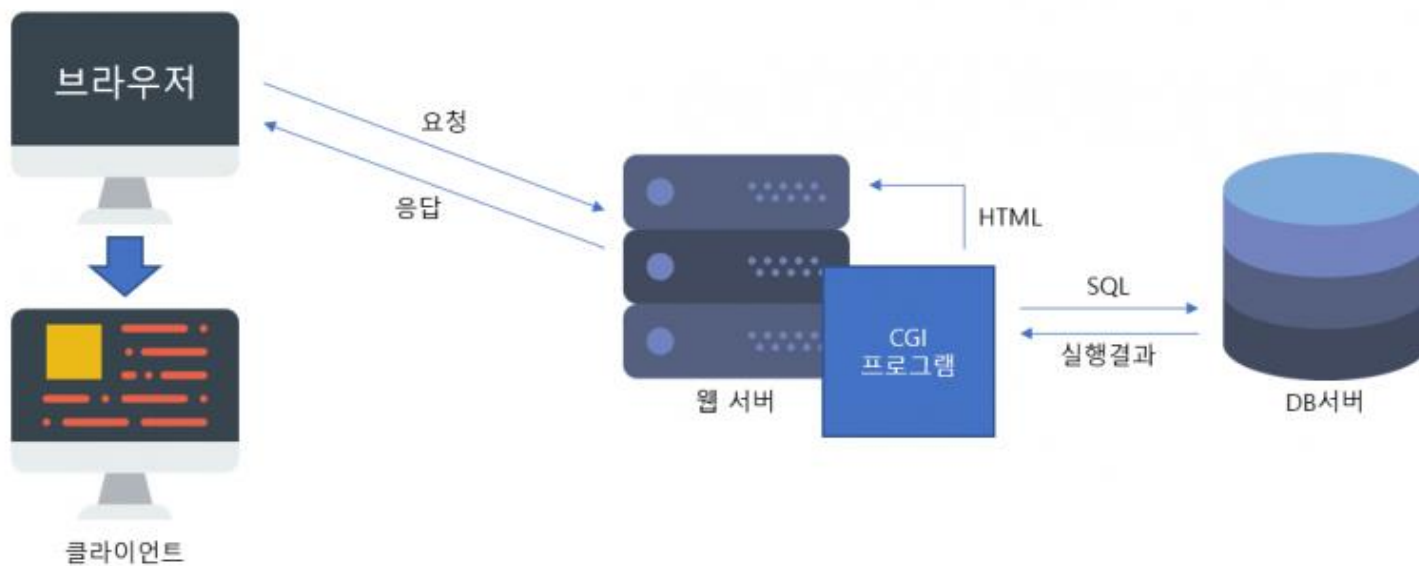 브라우저
요청
응답
HTML
SQL
CGI
프로그램
실행결과
웹 서버
DB서버
클라이언트